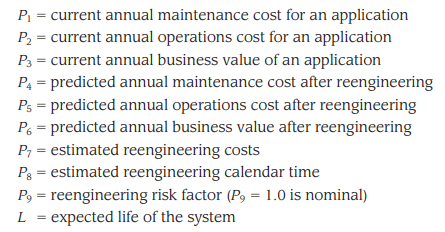 P₁ = current annual maintenance cost for an application
P₂ = current annual operations cost for an application
P₃ = current annual business value of an application
P₄ = predicted annual maintenance cost after reengineering
P₅ = predicted annual operations cost after reengineering
P₆ = predicted annual business value after reengineering
P₇ = estimated reengineering costs
P₈ = estimated reengineering calendar time
P₉ = reengineering risk factor (P₉ = 1.0 is nominal)
L = expected life of the system